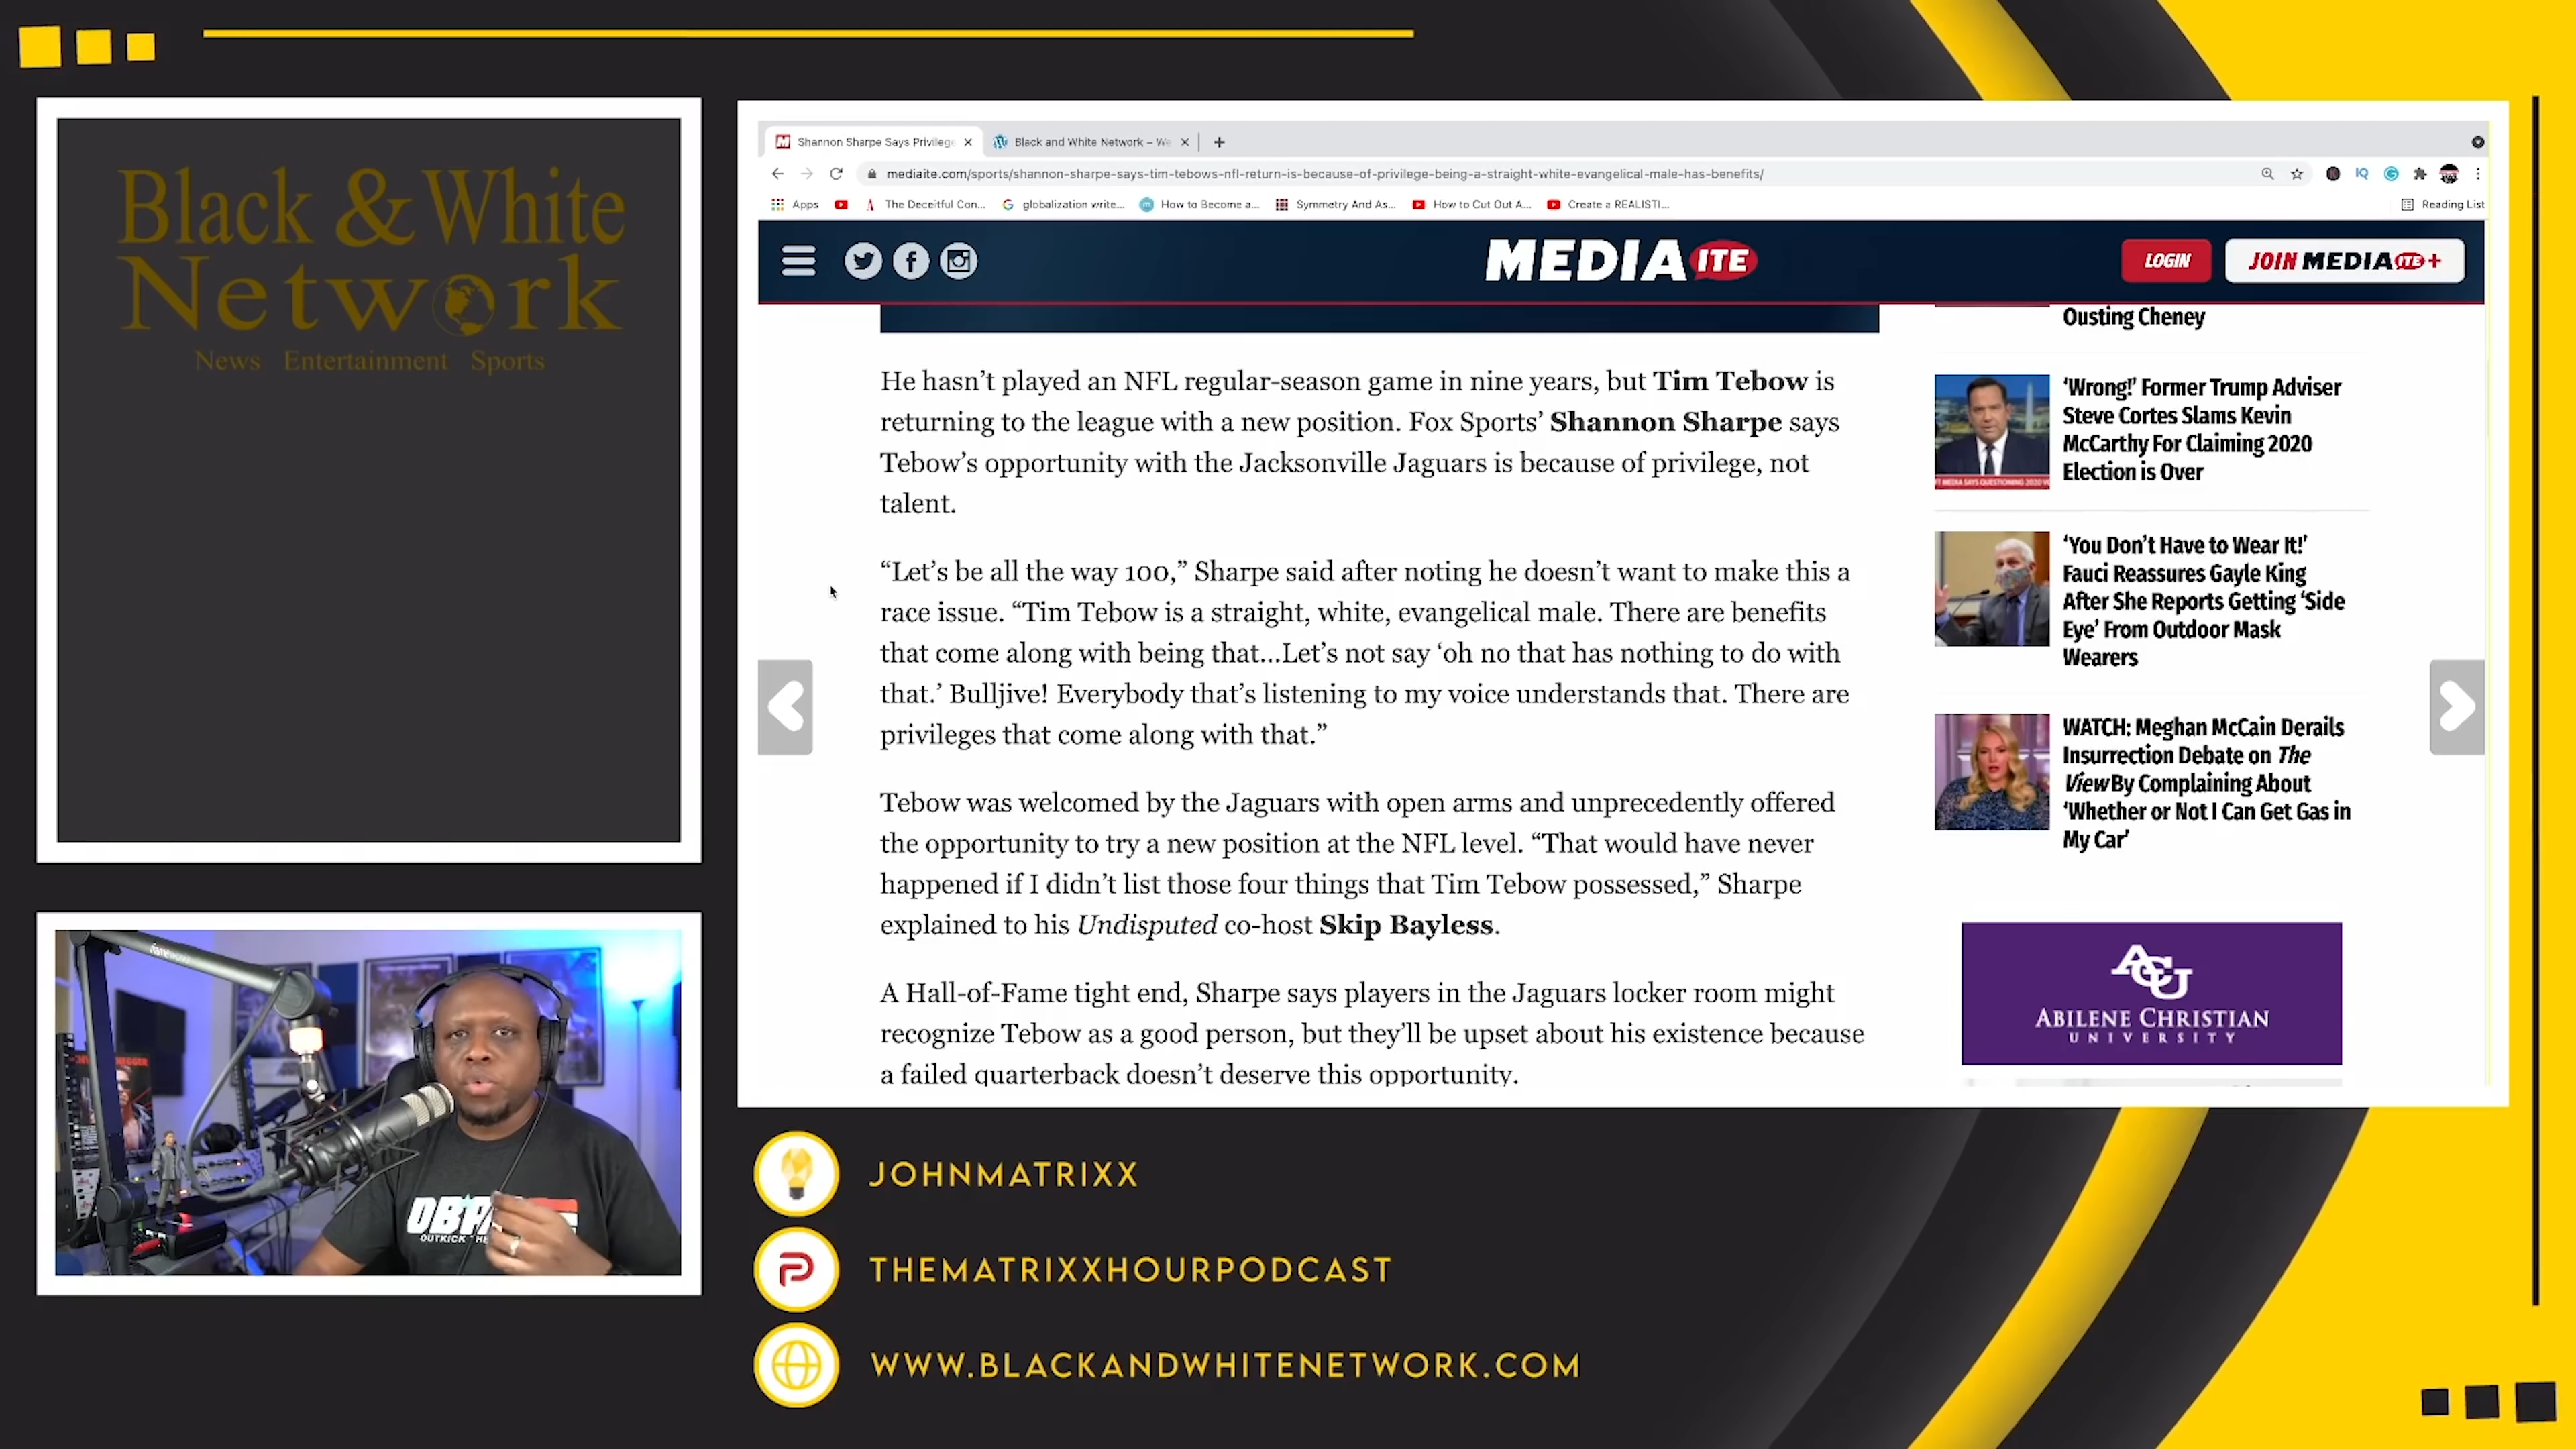 Black & White
Network
News Entertainment Sports
Shannon Sharpe Says Privilege
Black and White Network – We
mediaite.com/sports/shannon-sharpe-says-tim-tebows-nfl-return-is-because-of-privilege-being-a-straight-white-evangelical-male-has-benefits/
Apps
The Deceitful Con...
globalization write...
How to Become a...
Symmetry And As...
How to Cut Out A...
Create a REALISTI...
Reading List
MEDIAITE
LOGIN
JOIN MEDIAITE+
He hasn’t played an NFL regular-season game in nine years, but Tim Tebow is
returning to the league with a new position. Fox Sports’ Shannon Sharpe says
Tebow’s opportunity with the Jacksonville Jaguars is because of privilege, not
talent.
“Let’s be all the way 100,” Sharpe said after noting he doesn’t want to make this a
race issue. “Tim Tebow is a straight, white, evangelical male. There are benefits
that come along with being that...Let’s not say ‘oh no that has nothing to do with
that.’ Bulljive! Everybody that’s listening to my voice understands that. There are
privileges that come along with that.”
Tebow was welcomed by the Jaguars with open arms and unprecedently offered
the opportunity to try a new position at the NFL level. “That would have never
happened if I didn’t list those four things that Tim Tebow possessed,” Sharpe
explained to his Undisputed co-host Skip Bayless.
A Hall-of-Fame tight end, Sharpe says players in the Jaguars locker room might
recognize Tebow as a good person, but they’ll be upset about his existence because
a failed quarterback doesn’t deserve this opportunity.
Ousting Cheney
‘Wrong!’ Former Trump Adviser
Steve Cortes Slams Kevin
McCarthy For Claiming 2020
Election is Over
‘You Don’t Have to Wear It!’
Fauci Reassures Gayle King
After She Reports Getting ‘Side
Eye’ From Outdoor Mask
Wearers
WATCH: Meghan McCain Derails
Insurrection Debate on The
View By Complaining About
‘Whether or Not I Can Get Gas in
My Car’
ACU
ABILENE CHRISTIAN
UNIVERSITY
OUTKICK
JOHNMATRIXX
THEMATRIXXHOURPODCAST
WWW.BLACKANDWHITENETWORK.COM